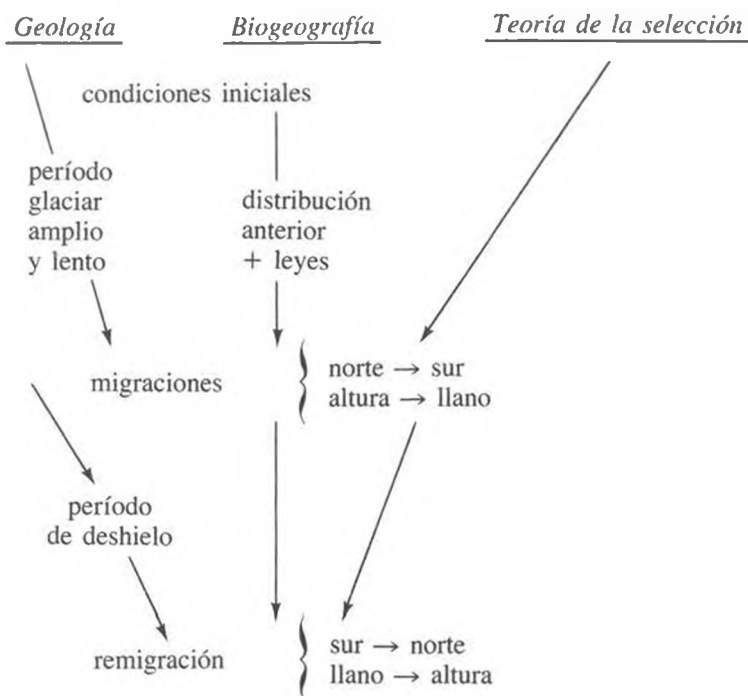 Geología Biogeografía Teoría de la selección
condiciones iniciales
período
glaciar
amplio
y lento
distribución
anterior
+ leyes
migraciones
norte → sur
altura → llano
período
de deshielo
remigración
sur → norte
llano → altura